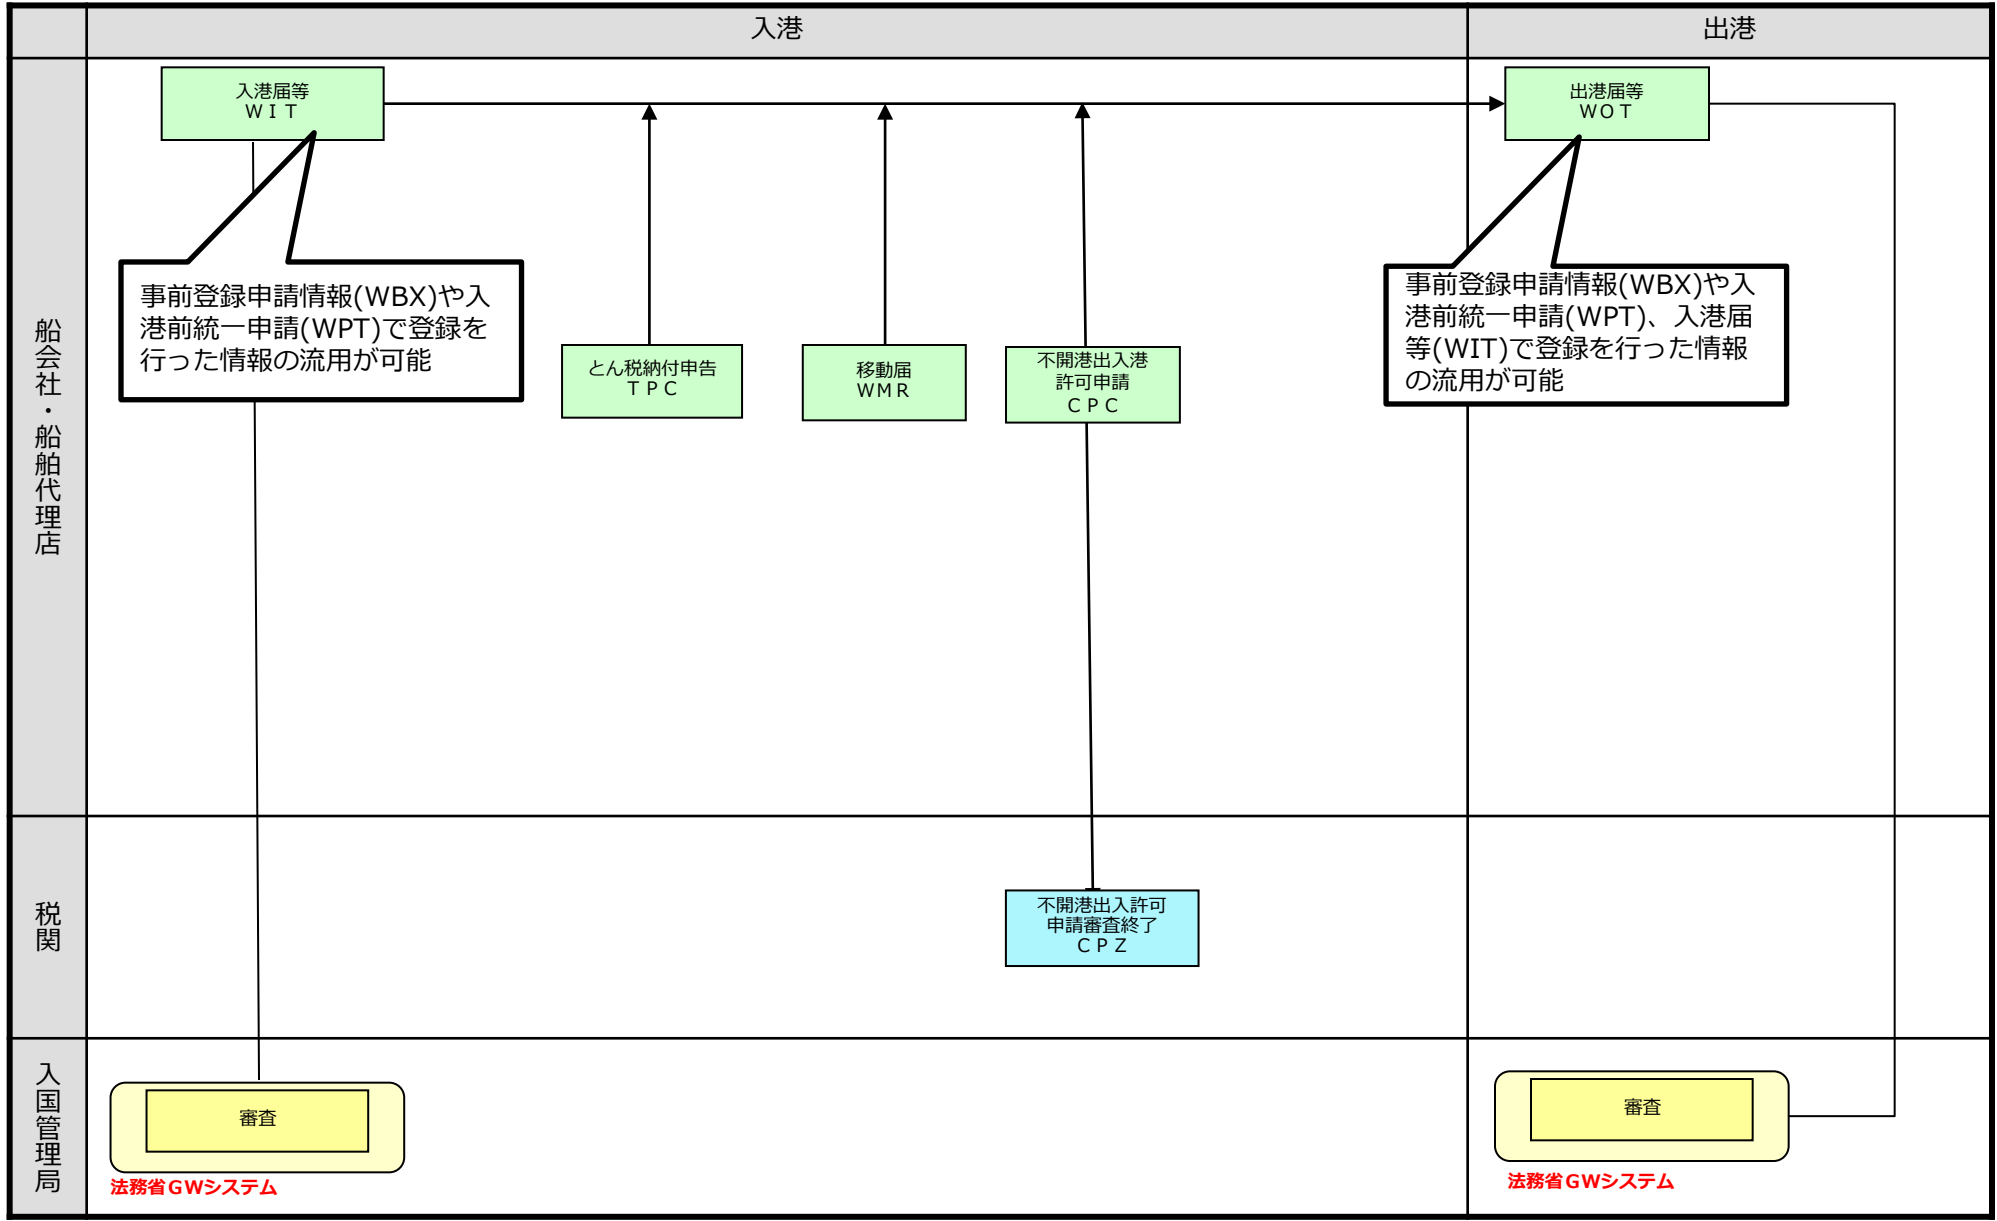 入港
出港
船会社・船舶代理店
入港届等
ＷＩＴ
出港届等
ＷＯＴ
事前登録申請情報(WBX)や入
港前統一申請(WPT)で登録を
行った情報の流用が可能
事前登録申請情報(WBX)や入
港前統一申請(WPT)、入港届
等(WIT)で登録を行った情報
の流用が可能
とん税納付申告
ＴＰＣ
移動届
ＷＭＲ
不開港出入港
許可申請
ＣＰＣ
税関
不開港出入許可
申請審査終了
ＣＰＺ
入国管理局
審査
法務省ＧＷシステム
審査
法務省ＧＷシステム